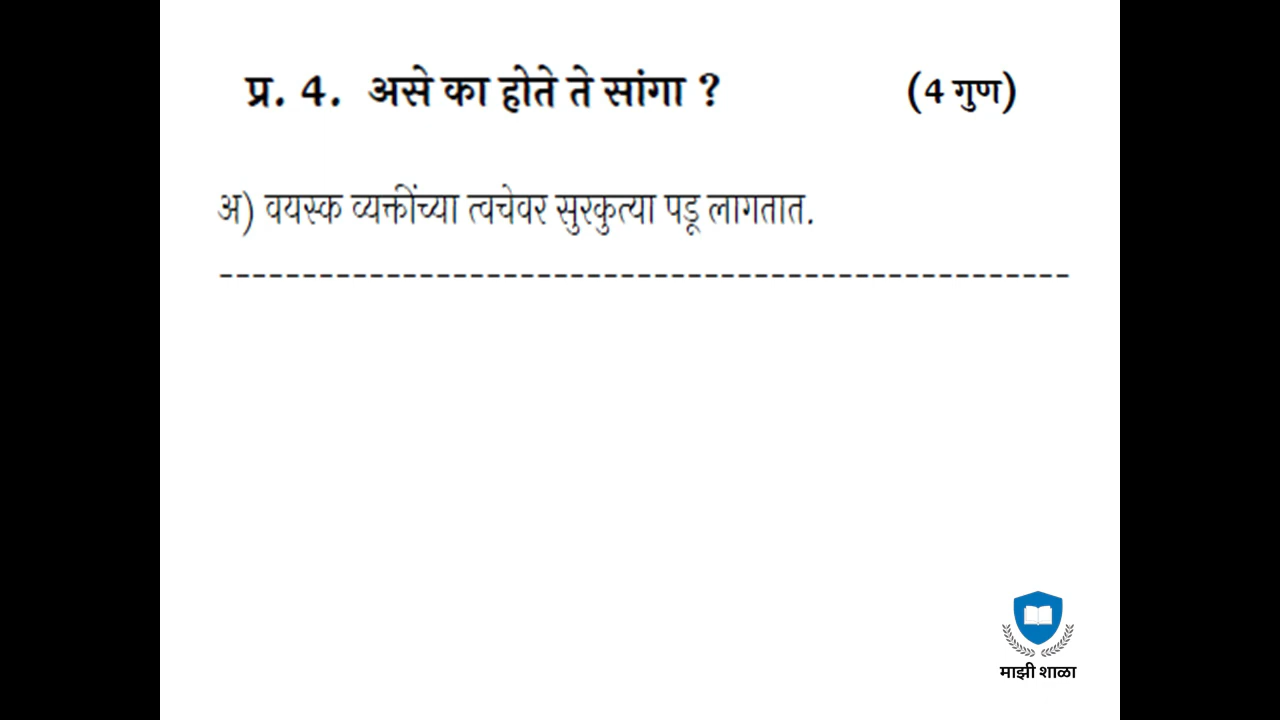 प्र. 4. असे का होते ते सांगा ? (4 गुण)
अ) वयस्क व्यक्तींच्या त्वचेवर सुरकुत्या पडू लागतात.
----------------------------------------------------
माझी शाळा